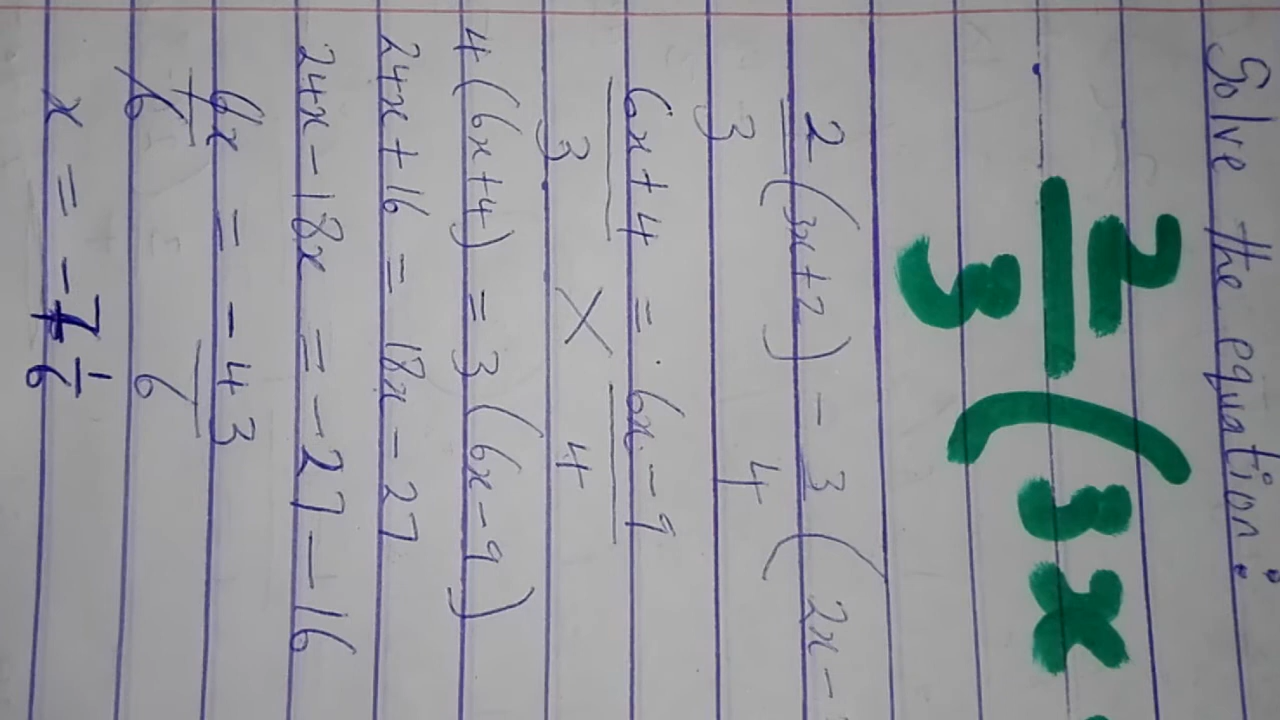 Solve the equation:
2/3 (3x
2/3 (3x+2) - 3/4 (2x -
6x+4/3 = 6x-9/4
4(6x+4) = 3(6x-9)
24x+16 = 18x-27
24x-18x = -27-16
6x/6 = -43/6
x = -7 1/6